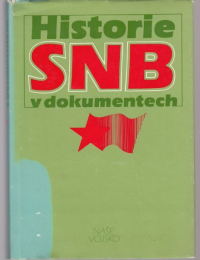 Historie
SNB
v dokumentech
NAŠE
VOJSKO